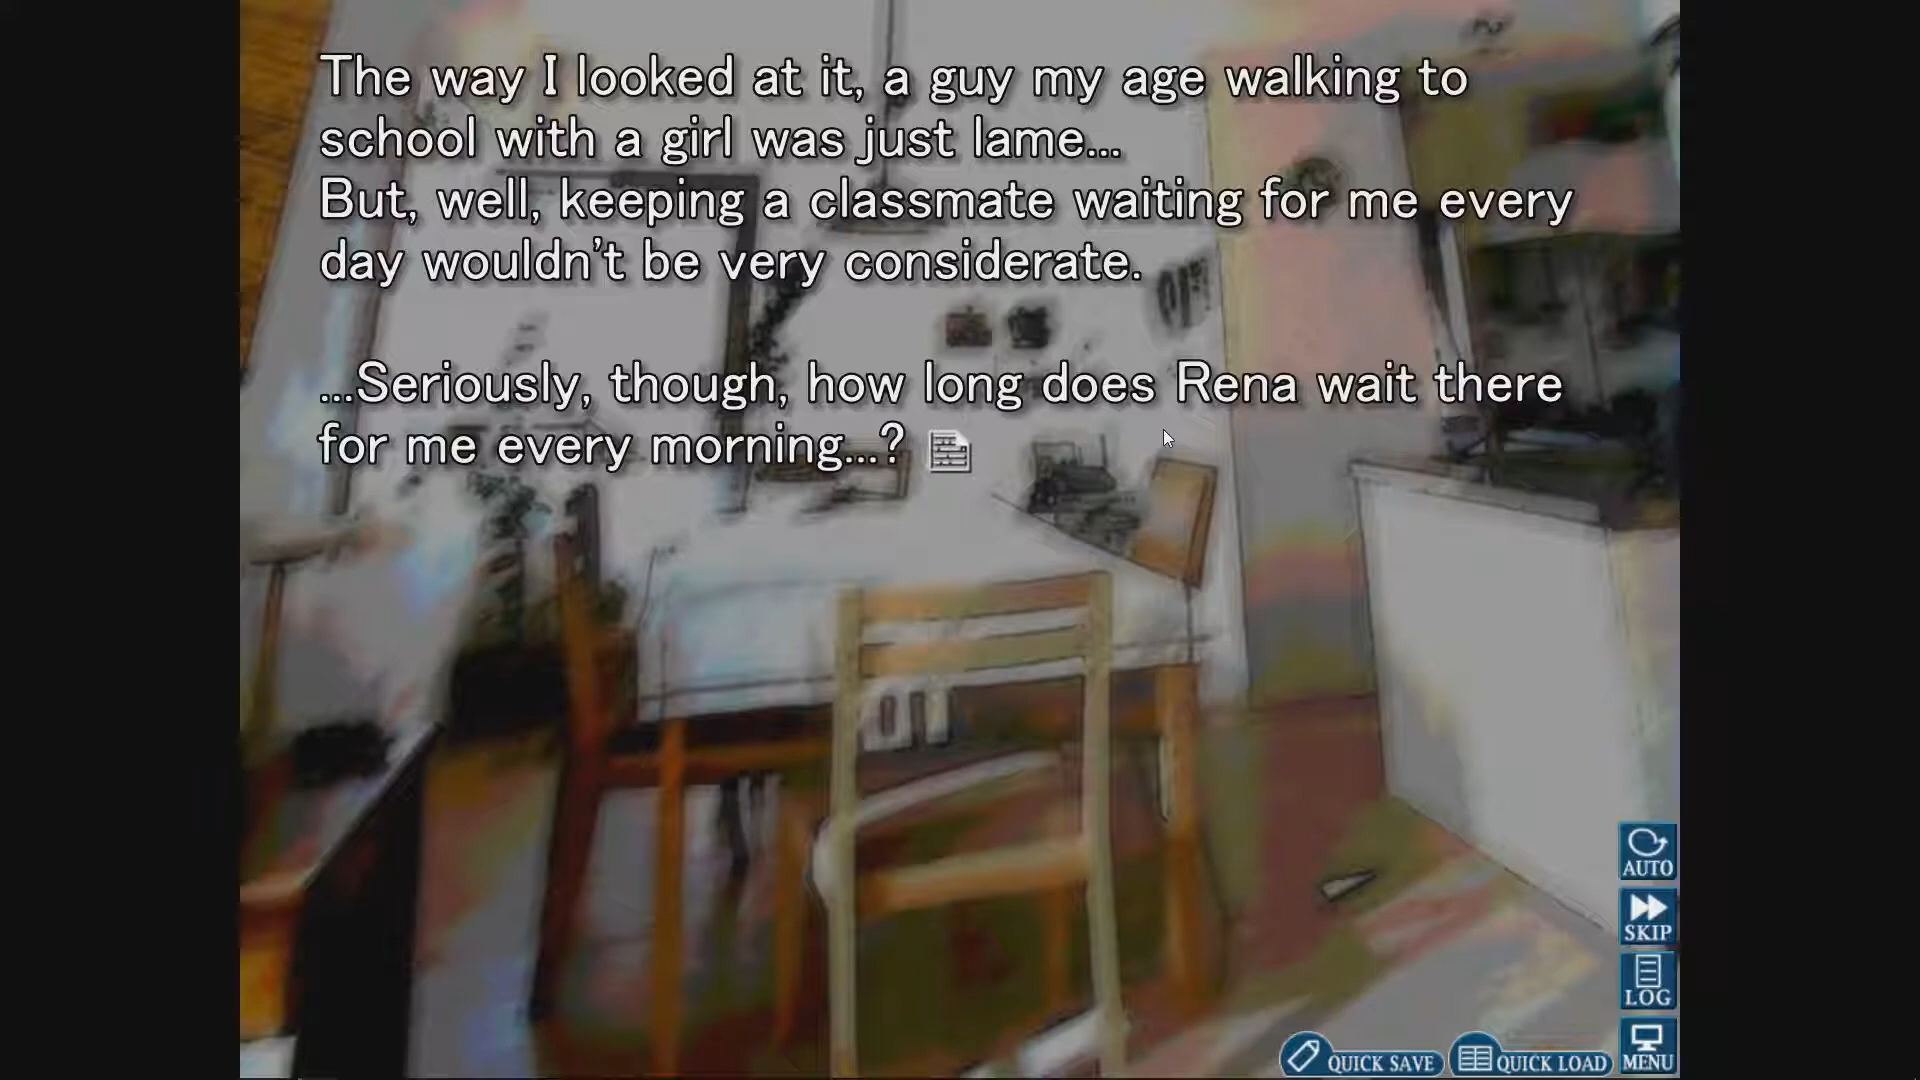 The way I looked at it, a guy my age walking to
school with a girl was just lame...
But, well, keeping a classmate waiting for me every
day wouldn't be very considerate.
...Seriously, though, how long does Rena wait there
for me every morning...?
AUTO
SKIP
LOG
MENU
QUICK SAVE
QUICK LOAD